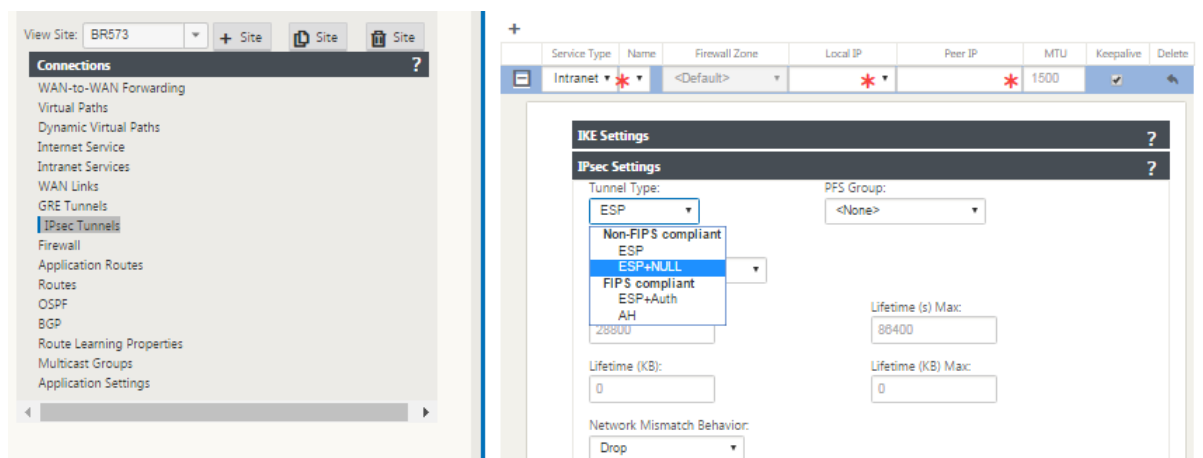 View Site: BR573 + Site Site Site
Connections ?
WAN-to-WAN Forwarding
Virtual Paths
Dynamic Virtual Paths
Internet Service
Intranet Services
WAN Links
GRE Tunnels
IPsec Tunnels
Firewall
Application Routes
Routes
OSPF
BGP
Route Learning Properties
Multicast Groups
Application Settings
+
Service Type Name Firewall Zone Local IP Peer IP MTU Keepalive Delete
Intranet * <Default> * * 1500
IKE Settings ?
IPsec Settings ?
Tunnel Type: PFS Group:
ESP <None>
Non-FIPS compliant
ESP
ESP+NULL
FIPS compliant
ESP+Auth
AH
Lifetime (s) Max:
28800 86400
Lifetime (KB): Lifetime (KB) Max:
0 0
Network Mismatch Behavior:
Drop